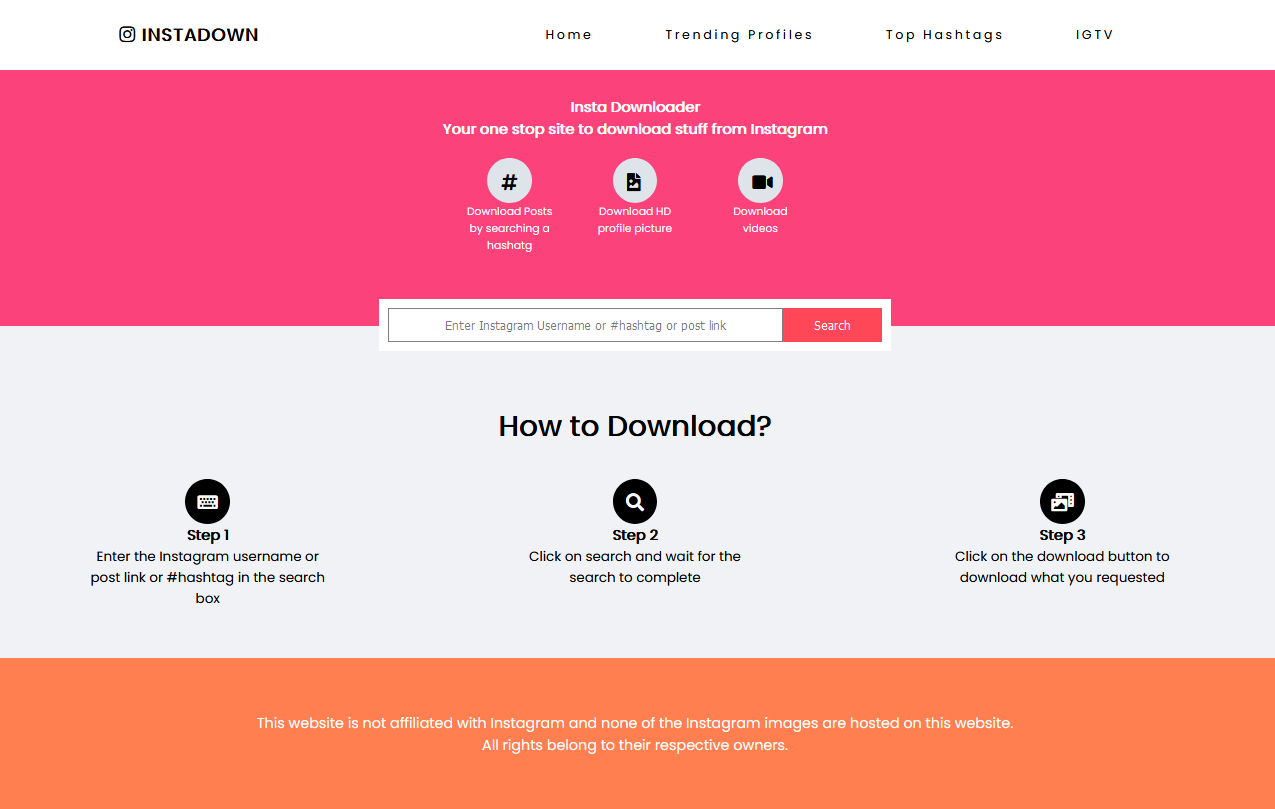 INSTADOWN
Home
Trending Profiles
Top Hashtags
IGTV
Insta Downloader
Your one stop site to download stuff from Instagram
Download Posts
by searching a
hashatg
Download HD
profile picture
Download
videos
Enter Instagram Username or #hashtag or post link
Search
How to Download?
Step 1
Enter the Instagram username or
post link or #hashtag in the search
box
Step 2
Click on search and wait for the
search to complete
Step 3
Click on the download button to
download what you requested
This website is not affiliated with Instagram and none of the Instagram images are hosted on this website.
All rights belong to their respective owners.